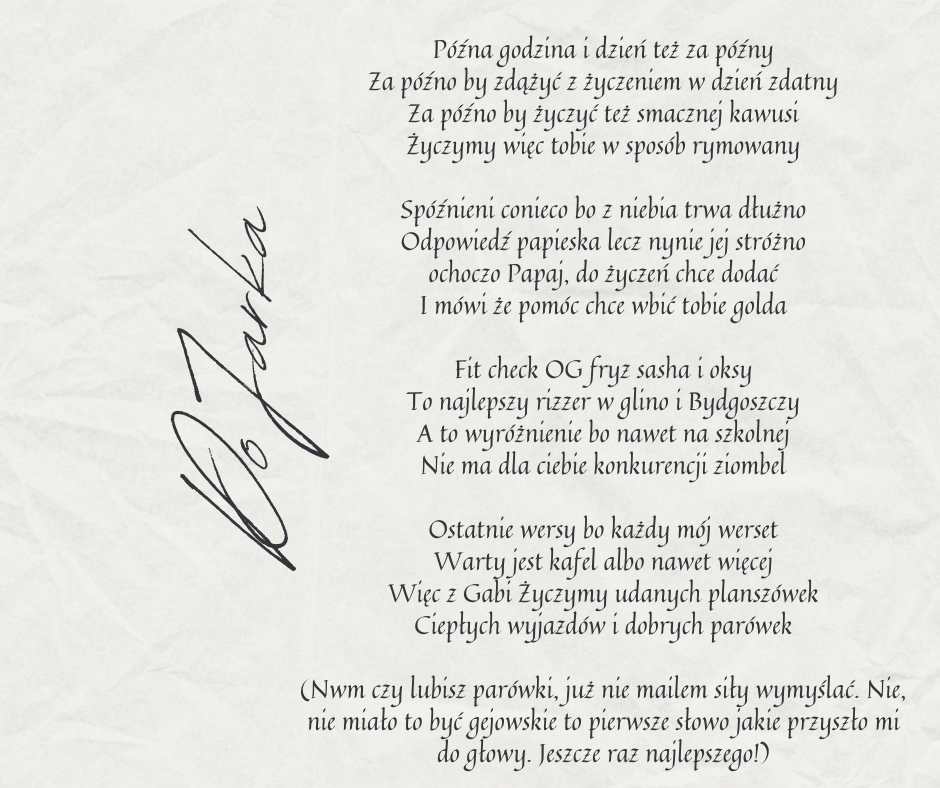 Do Jarka
Późna godzina i dzień też za późny
Za późno by zdążyć z życzeniem w dzień zdatny
Za późno by życzyć też smacznej kawusi
Życzymy więc tobie w sposób rymowany
Spóźnieni conieco bo z niebia trwa dłużno
Odpowiedź papieska lecz nynie jej stróżno
ochoczo Papaj, do życzeń chce dodać
I mówi że pomóc chce wbić tobie golda
Fit check OG fryz sasha i oksy
To najlepszy rizzer w glino i Bydgoszczy
A to wyróżnienie bo nawet na szkolnej
Nie ma dla ciebie konkurencji ziombel
Ostatnie wersy bo każdy mój werset
Warty jest kafel albo nawet więcej
Więc z Gabi Życzymy udanych planszówek
Ciepłych wyjazdów i dobrych parówek
(Nwm czy lubisz parówki, już nie mailem siły wymyślać. Nie,
nie miało to być gejowskie to pierwsze słowo jakie przyszło mi
do głowy. Jeszcze raz najlepszego!)